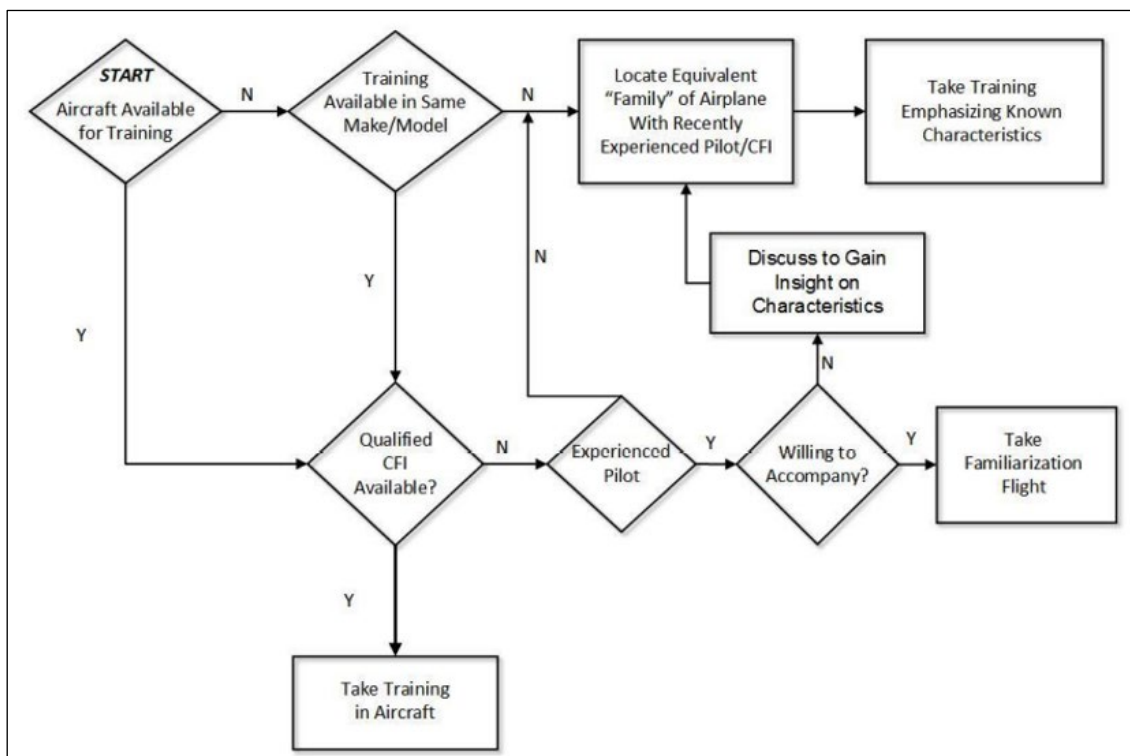 START
Aircraft Available
for Training
N
Training
Available in Same
Make/Model
N
Locate Equivalent
“Family” of Airplane
With Recently
Experienced Pilot/CFI
Take Training
Emphasizing Known
Characteristics
Discuss to Gain
Insight on
Characteristics
N
Y
Y
N
Qualified
CFI
Available?
N
Experienced
Pilot
Y
Willing to
Accompany?
Y
Take
Familiarization
Flight
Y
Take Training
in Aircraft